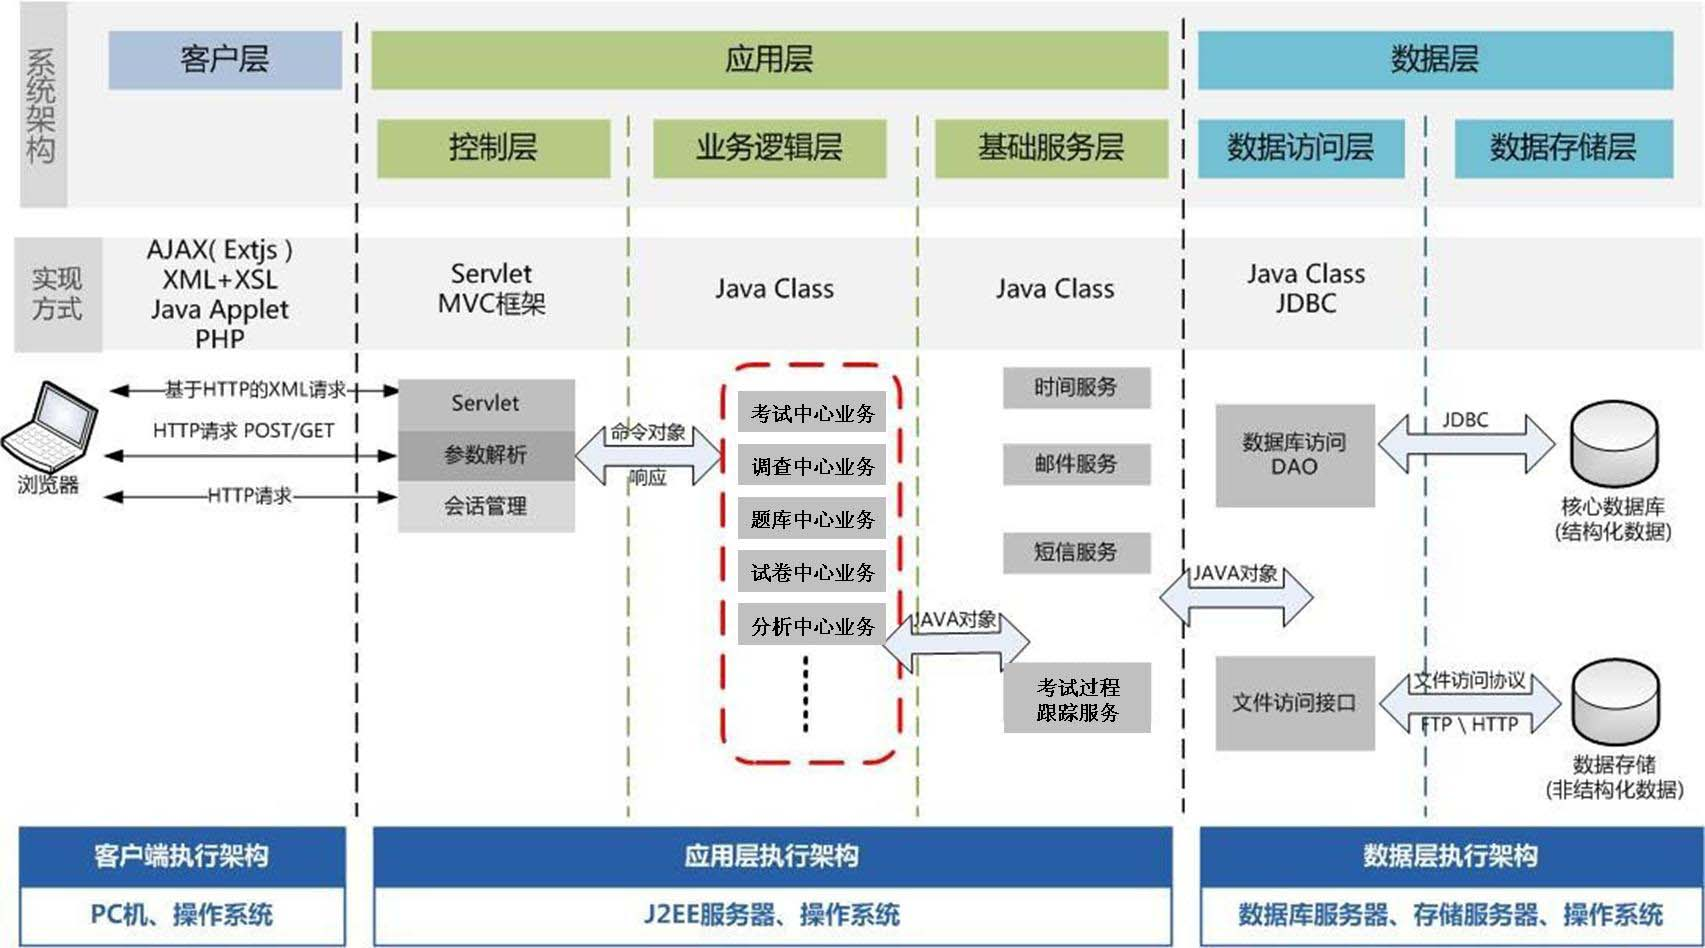 系统架构
客户层
应用层
数据层
控制层
业务逻辑层
基础服务层
数据访问层
数据存储层
实现
方式
AJAX( Extjs )
XML+XSL
Java Applet
PHP
Servlet
MVC框架
Java Class
Java Class
Java Class
JDBC
浏览器
基于HTTP的XML请求
HTTP请求 POST/GET
HTTP请求
Servlet
参数解析
会话管理
命令对象
响应
考试中心业务
调查中心业务
题库中心业务
试卷中心业务
分析中心业务
JAVA对象
时间服务
邮件服务
短信服务
考试过程
跟踪服务
JAVA对象
数据库访问
DAO
文件访问接口
JDBC
文件访问协议
FTP \ HTTP
核心数据库
(结构化数据)
数据存储
(非结构化数据)
客户端执行架构
PC机、操作系统
应用层执行架构
J2EE服务器、操作系统
数据层执行架构
数据库服务器、存储服务器、操作系统